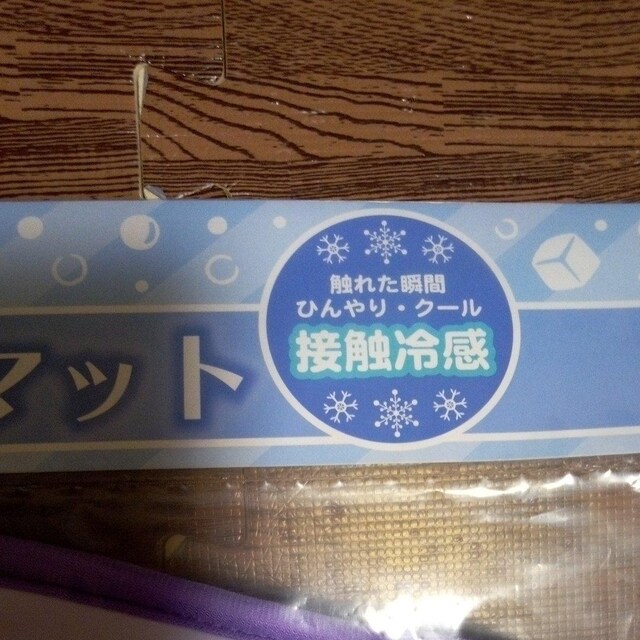 マット
触れた瞬間
ひんやり・クール
接触冷感